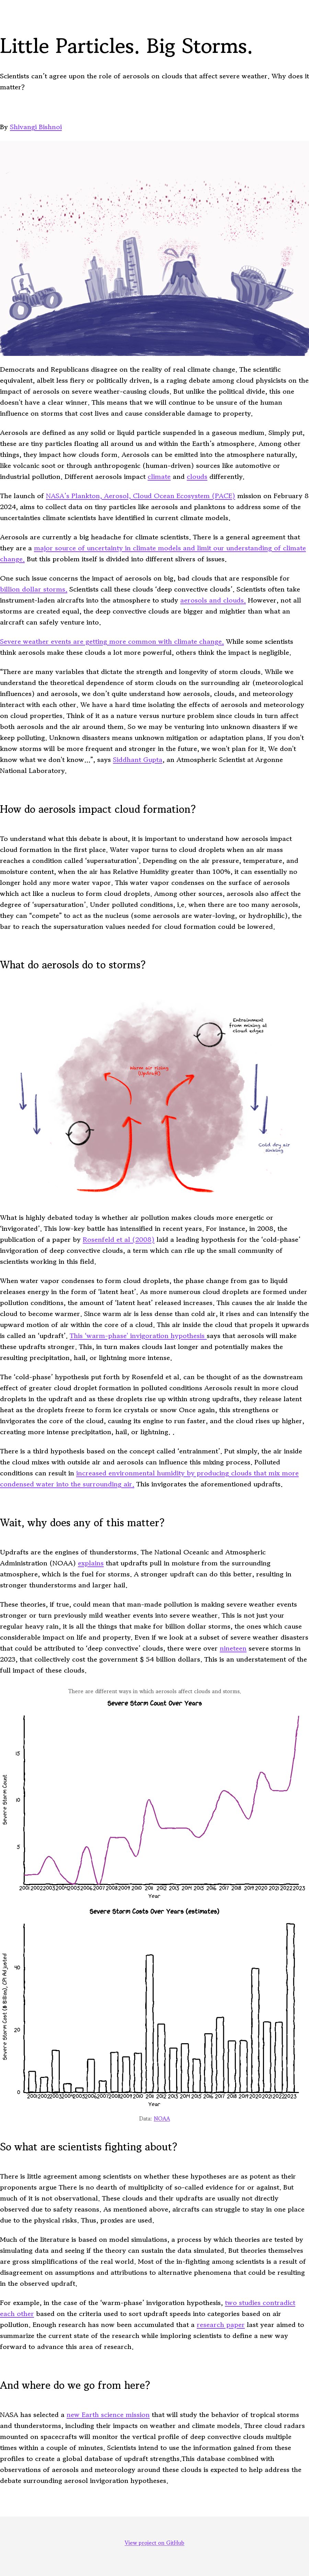 Little Particles. Big Storms.
Scientists can't agree upon the role of aerosols on clouds that affect severe weather. Why does it
matter?
By Shivangi Bishnoi
Democrats and Republicans disagree on the reality of real climate change. The scientific
equivalent, albeit less fiery or politically driven, is a raging debate among cloud physicists on the
impact of aerosols on severe weather-causing clouds. But unlike the political divide, this one
doesn't have a clear winner. This means that we will continue to be unsure of the human
influence on storms that cost lives and cause considerable damage to property.
Aerosols are defined as any solid or liquid particle suspended in a gaseous medium. Simply put,
these are tiny particles floating all around us and within the Earth's atmosphere. Among other
things, they impact how clouds form. Aerosols can be emitted into the atmosphere naturally,
like volcanic soot or through anthropogenic (human-driven) sources like automotive or
industrial pollution. Different aerosols impact climate and clouds differently.
The launch of NASA's Plankton, Aerosol, Cloud Ocean Ecosystem (PACE) mission on February 8
2024, aims to collect data on tiny particles like aerosols and planktons to address some of the
uncertainties climate scientists have identified using climate models.
Aerosols are currently a big headache for climate scientists. There is a general agreement that
they are a major source of uncertainty in climate models and limit our understanding of climate
change. But this problem itself is divided into different silvers of issues.
One such issue concerns the impact of aerosols on big, bulbous clouds that are responsible for
billion dollar storms. Scientists call these clouds 'deep convective clouds'. Scientists often take
instrument-laden aircrafts into the atmosphere to study aerosols and clouds. However, not all
storms are created equal, the deep convective clouds are bigger and mightier than what an
aircraft can safely venture into.
Severe weather events are getting more common with climate change. While some scientists
think aerosols make these clouds a lot more powerful, others think the impact is negligible.
"There are many variables that dictate the strength and longevity of storm clouds. While we
understand the theoretical dependence of storm clouds on the surrounding air (meteorological
influences) and aerosols, we don't quite understand how aerosols, clouds, and meteorology
interact with each other. We have a hard time isolating the effects of aerosols and meteorology
on cloud properties. Think of it as a nature versus nurture problem since clouds in turn affect
both aerosols and the air around them. So we may be venturing into unknown disasters if we
keep polluting. Unknown disasters means unknown mitigation or adaptation plans. If you don't
know storms will be more frequent and stronger in the future, we won't plan for it. We don't
know what we don't know...", says Siddhant Gupta, an Atmospheric Scientist at Argonne
National Laboratory.
How do aerosols impact cloud formation?
To understand what this debate is about, it is important to understand how aerosols impact
cloud formation in the first place. Water vapor turns to cloud droplets when an air mass
reaches a condition called 'supersaturation'. Depending on the air pressure, temperature, and
moisture content, when the air has Relative Humidity greater than 100%, it can essentially no
longer hold any more water vapor. This water vapor condenses on the surface of aerosols
which act like a nucleus to form cloud droplets. Among other sources, aerosols also affect the
degree of 'supersaturation'. Under polluted conditions, i.e. when there are too many aerosols,
they can "compete" to act as the nucleus (some aerosols are water-loving, or hydrophilic), the
bar to reach the supersaturation values needed for cloud formation could be lowered.
What do aerosols do to storms?
Entrainment
from mixing at
cloud edges
Warm air rising
(Updraft)
Cold dry air
sinking
What is highly debated today is whether air pollution makes clouds more energetic or
'invigorated'. This low-key battle has intensified in recent years. For instance, in 2008, the
publication of a paper by Rosenfeld et al (2008) laid a leading hypothesis for the 'cold-phase'
invigoration of deep convective clouds, a term which can rile up the small community of
scientists working in this field.
When water vapor condenses to form cloud droplets, the phase change from gas to liquid
releases energy in the form of 'latent heat'. As more numerous cloud droplets are formed under
pollution conditions, the amount of 'latent heat' released increases. This causes the air inside the
cloud to become warmer. Since warm air is less dense than cold air, it rises and can intensify the
upward motion of air within the core of a cloud. This air inside the cloud that propels it upwards
is called an 'updraft'. This 'warm-phase' invigoration hypothesis says that aerosols will make
these updrafts stronger. This, in turn makes clouds last longer and potentially makes the
resulting precipitation, hail, or lightning more intense.
The 'cold-phase' hypothesis put forth by Rosenfeld et al, can be thought of as the downstream
effect of greater cloud droplet formation in polluted conditions Aerosols result in more cloud
droplets in the updraft and as these droplets rise up within strong updrafts, they release latent
heat as the droplets freeze to form ice crystals or snow Once again, this strengthens or
invigorates the core of the cloud, causing its engine to run faster, and the cloud rises up higher,
creating more intense precipitation, hail, or lighting. .
There is a third hypothesis based on the concept called 'entrainment'. Put simply, the air inside
the cloud mixes with outside air and aerosols can influence this mixing process. Polluted
conditions can result in increased environmental humidity by producing clouds that mix more
condensed water into the surrounding air. This invigorates the aforementioned updrafts.
Wait, why does any of this matter?
Updrafts are the engines of thunderstorms. The National Oceanic and Atmospheric
Administration (NOAA) explains that updrafts pull in moisture from the surrounding
atmosphere, which is the fuel for storms. A stronger updraft can do this better, resulting in
stronger thunderstorms and larger hail.
These theories, if true, could mean that man-made pollution is making severe weather events
stronger or turn previously mild weather events into severe weather. This is not just your
regular heavy rain, it is all the things that make for billion dollar storms, the ones which cause
considerable impact on life and property. Even if we look at a subset of severe weather disasters
that could be attributed to 'deep convective' clouds, there were over nineteen severe storms in
2023, that collectively cost the government $ 54 billion dollars. This is an understatement of the
full impact of these clouds.
There are different ways in which aerosols affect clouds and storms.
Severe Storm Count Over Years
Severe Storm Count
15
10
5
2001 2002 2003 2004 2005 2006 2007 2008 2009 2010 2011 2012 2013 2014 2015 2016 2017 2018 2019 2020 2021 2022 2023
Year
Severe Storm Costs Over Years (estimates)
Severe Storm Cost ($ Billion), CPI Adjusted
40
20
0
2001 2002 2003 2004 2005 2006 2007 2008 2009 2010 2011 2012 2013 2014 2015 2016 2017 2018 2019 2020 2021 2022 2023
Year
Data: NOAA
So what are scientists fighting about?
There is little agreement among scientists on whether these hypotheses are as potent as their
proponents argue There is no dearth of multiplicity of so-called evidence for or against. But
much of it is not observational. These clouds and their updrafts are usually not directly
observed due to safety reasons. As mentioned above, aircrafts can struggle to stay in one place
due to the physical risks. Thus, proxies are used.
Much of the literature is based on model simulations, a process by which theories are tested by
simulating data and seeing if the theory can sustain the data simulated. But theories themselves
are gross simplifications of the real world. Most of the in-fighting among scientists is a result of
disagreement on assumptions and attributions to alternative phenomena that could be resulting
in the observed updraft.
For example, in the case of the 'warm-phase' invigoration hypothesis, two studies contradict
each other based on the criteria used to sort updraft speeds into categories based on air
pollution. Enough research has now been accumulated that a research paper last year aimed to
summarize the current state of the research while imploring scientists to define a new way
forward to advance this area of research.
And where do we go from here?
NASA has selected a new Earth science mission that will study the behavior of tropical storms
and thunderstorms, including their impacts on weather and climate models. Three cloud radars
mounted on spacecrafts will monitor the vertical profile of deep convective clouds multiple
times within a couple of minutes. Scientists intend to use the information gained from these
profiles to create a global database of updraft strengths.This database combined with
observations of aerosols and meteorology around these clouds is expected to help address the
debate surrounding aerosol invigoration hypotheses.
View project on GitHub